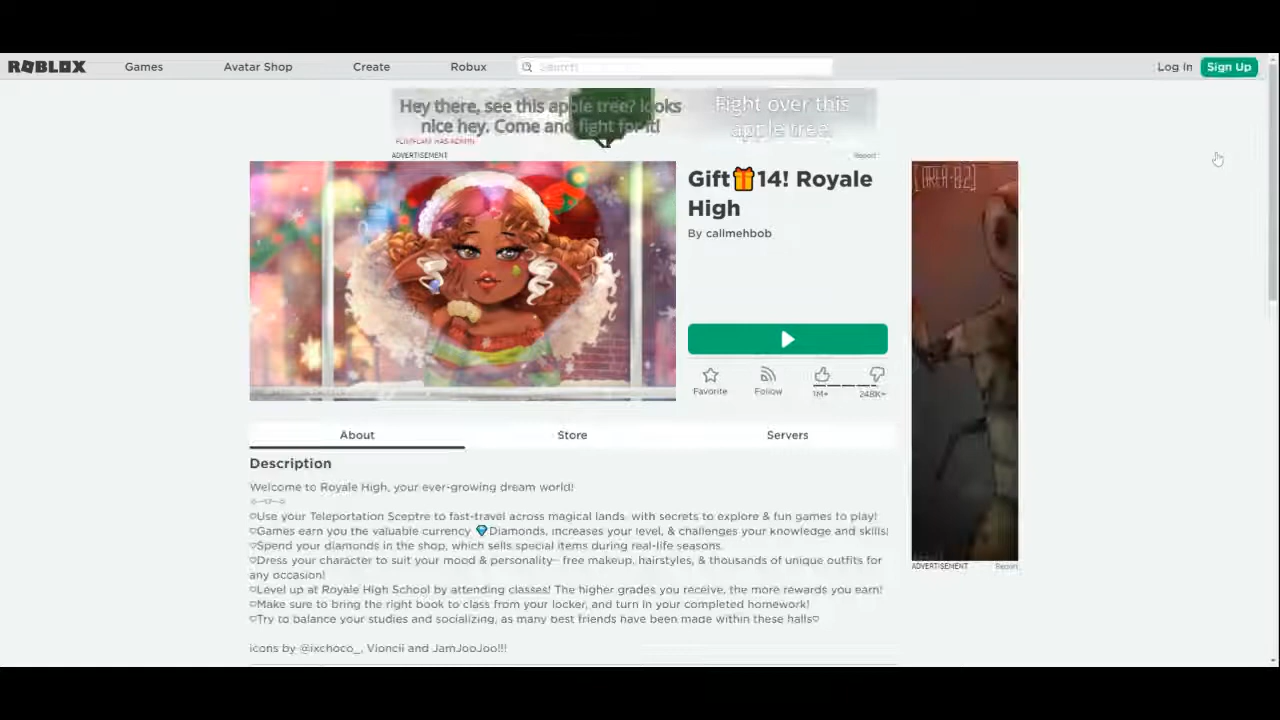 ROBLOX Games Avatar Shop Create Robux Search Log In Sign Up
Hey there, see this apple tree? looks
nice hey. Come and fight for it!
Fight over this
apple tree.
FLIMFLAM HAS ADMIN
ADVERTISEMENT Report
Gift🎁14! Royale
High
By callmehbob
Favorite Follow 1M+ 248K+
About Store Servers
Description
Welcome to Royale High, your ever-growing dream world!
♡Use your Teleportation Sceptre to fast-travel across magical lands, with secrets to explore & fun games to play!
♡Games earn you the valuable currency 💎Diamonds, increases your level, & challenges your knowledge and skills!
♡Spend your diamonds in the shop, which sells special items during real-life seasons.
♡Dress your character to suit your mood & personality- free makeup, hairstyles, & thousands of unique outfits for
any occasion!
♡Level up at Royale High School by attending classes! The higher grades you receive, the more rewards you earn!
♡Make sure to bring the right book to class from your locker, and turn in your completed homework!
♡Try to balance your studies and socializing, as many best friends have been made within these halls♡
icons by @ixchoco_, Vioncii and JamJooJoo!!!
ADVERTISEMENT Report